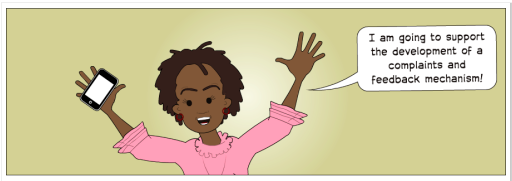 I am going to support
the development of a
complaints and
feedback mechanism!